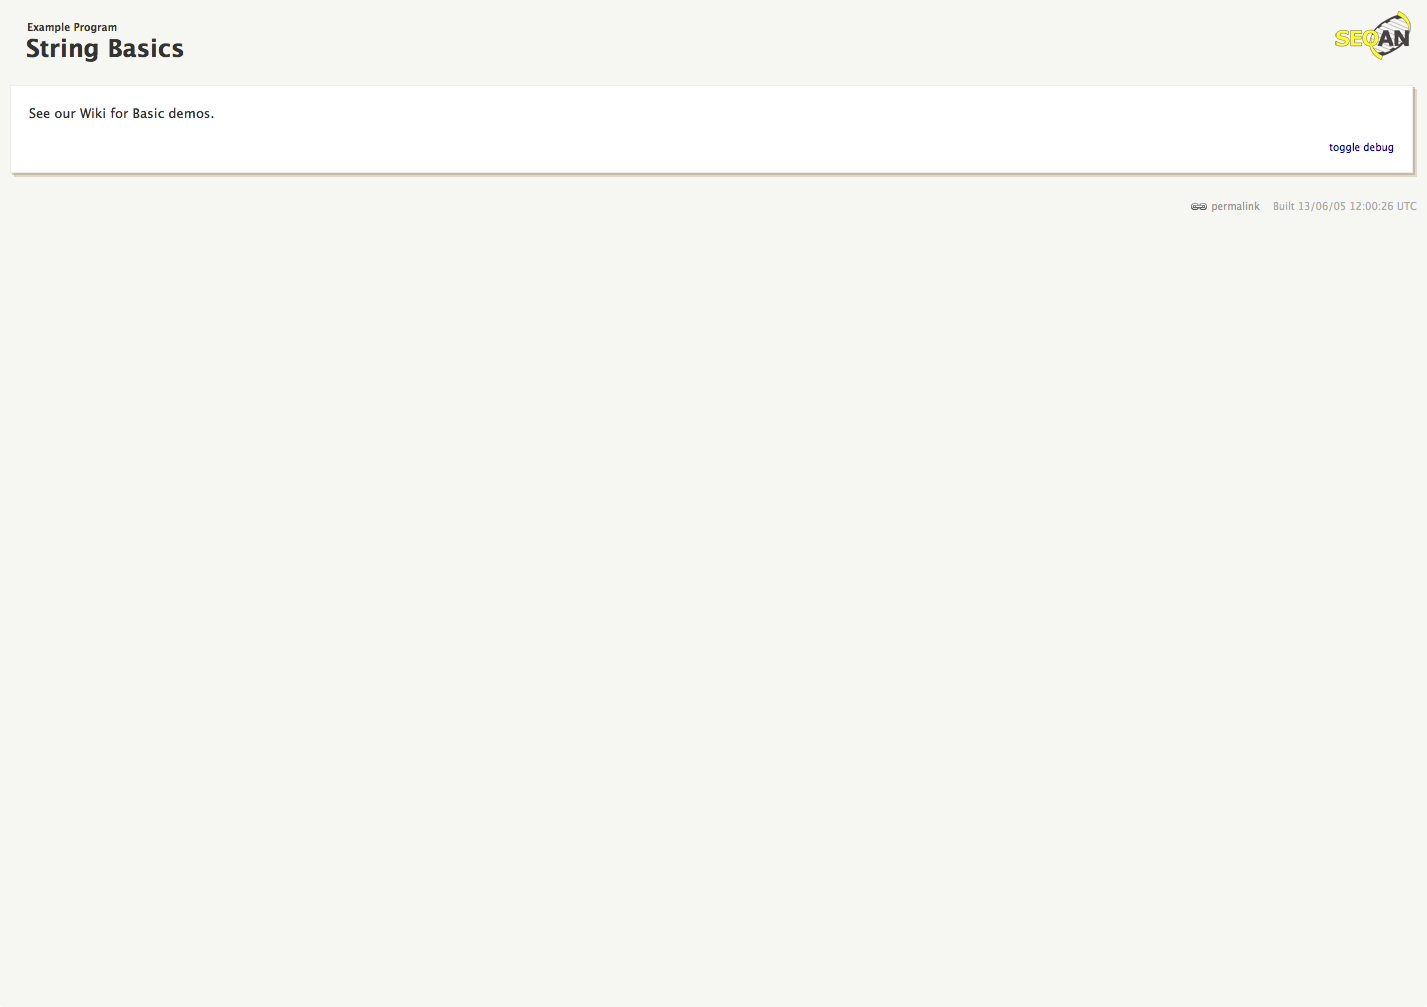 Example Program
String Basics
SEQAN
See our Wiki for Basic demos.
toggle debug
permalink Built 13/06/05 12:00:26 UTC